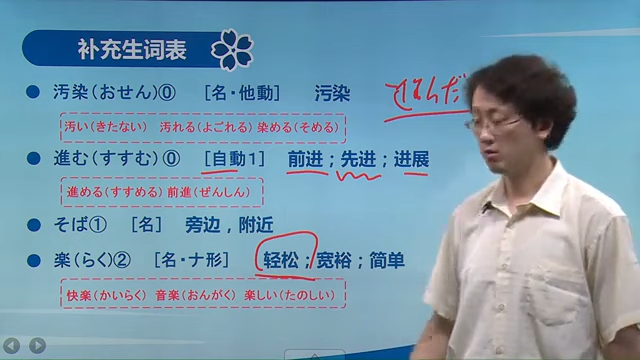 补充生词表
汚染（おせん）⓪ ［名・他動］ 污染
汚い（きたない） 汚れる（よごれる）染める（そめる）
進む（すすむ）⓪ ［自動1］ 前进；先进；进展
進める（すすめる）前進（ぜんしん）
そば① ［名］ 旁边，附近
楽（らく）② ［名・ナ形］ 轻松；宽裕；简单
快楽（かいらく） 音楽（おんがく） 楽しい（たのしい）